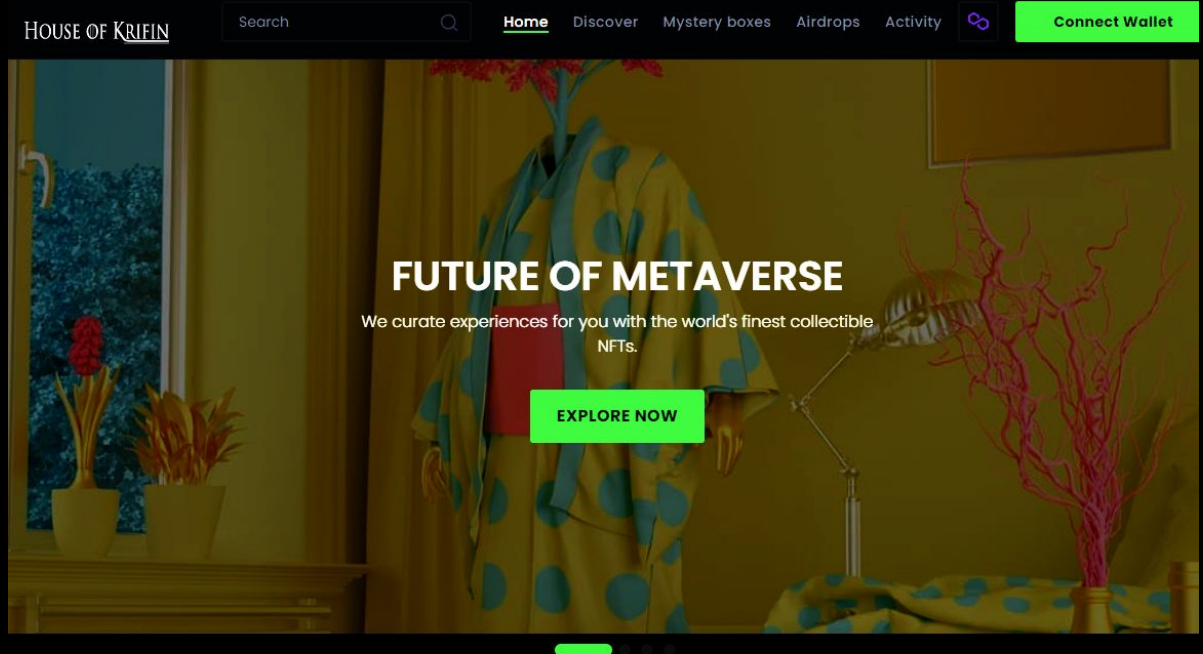 HOUSE OF KRIFIN
Search
Home
Discover
Mystery boxes
Airdrops
Activity
Connect Wallet
FUTURE OF METAVERSE
We curate experiences for you with the world's finest collectible
NFTs.
EXPLORE NOW